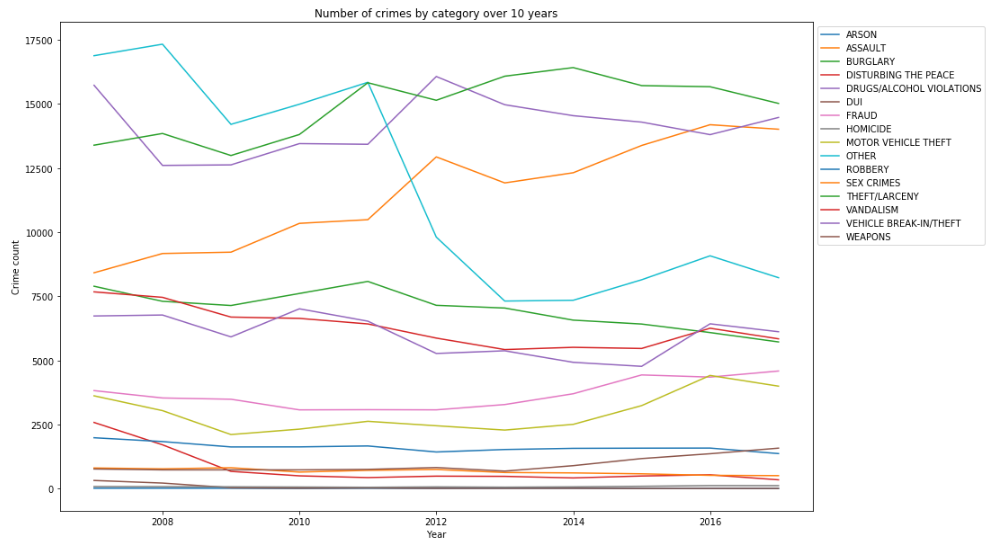 Number of crimes by category over 10 years
17500
15000
12500
10000
7500
5000
2500
0
Crime count
2008
2010
2012
2014
2016
Year
ARSON
ASSAULT
BURGLARY
DISTURBING THE PEACE
DRUGS/ALCOHOL VIOLATIONS
DUI
FRAUD
HOMICIDE
MOTOR VEHICLE THEFT
OTHER
ROBBERY
SEX CRIMES
THEFT/LARCENY
VANDALISM
VEHICLE BREAK-IN/THEFT
WEAPONS